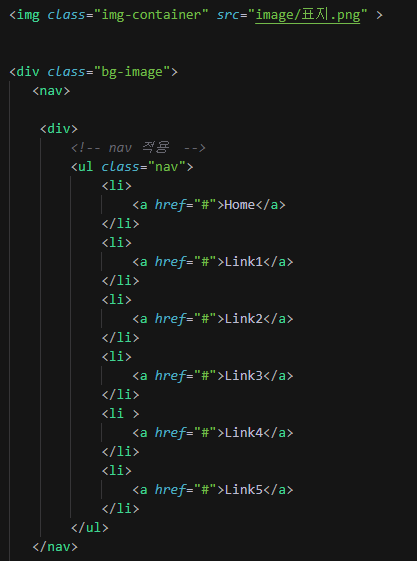 <img class="img-container" src="image/표지.png" >
<div class="bg-image">
<nav>
<div>
<!-- nav 적용  -->
<ul class="nav">
<li>
<a href="#">Home</a>
</li>
<li>
<a href="#">Link1</a>
</li>
<li>
<a href="#">Link2</a>
</li>
<li>
<a href="#">Link3</a>
</li>
<li >
<a href="#">Link4</a>
</li>
<li>
<a href="#">Link5</a>
</li>
</ul>
</nav>